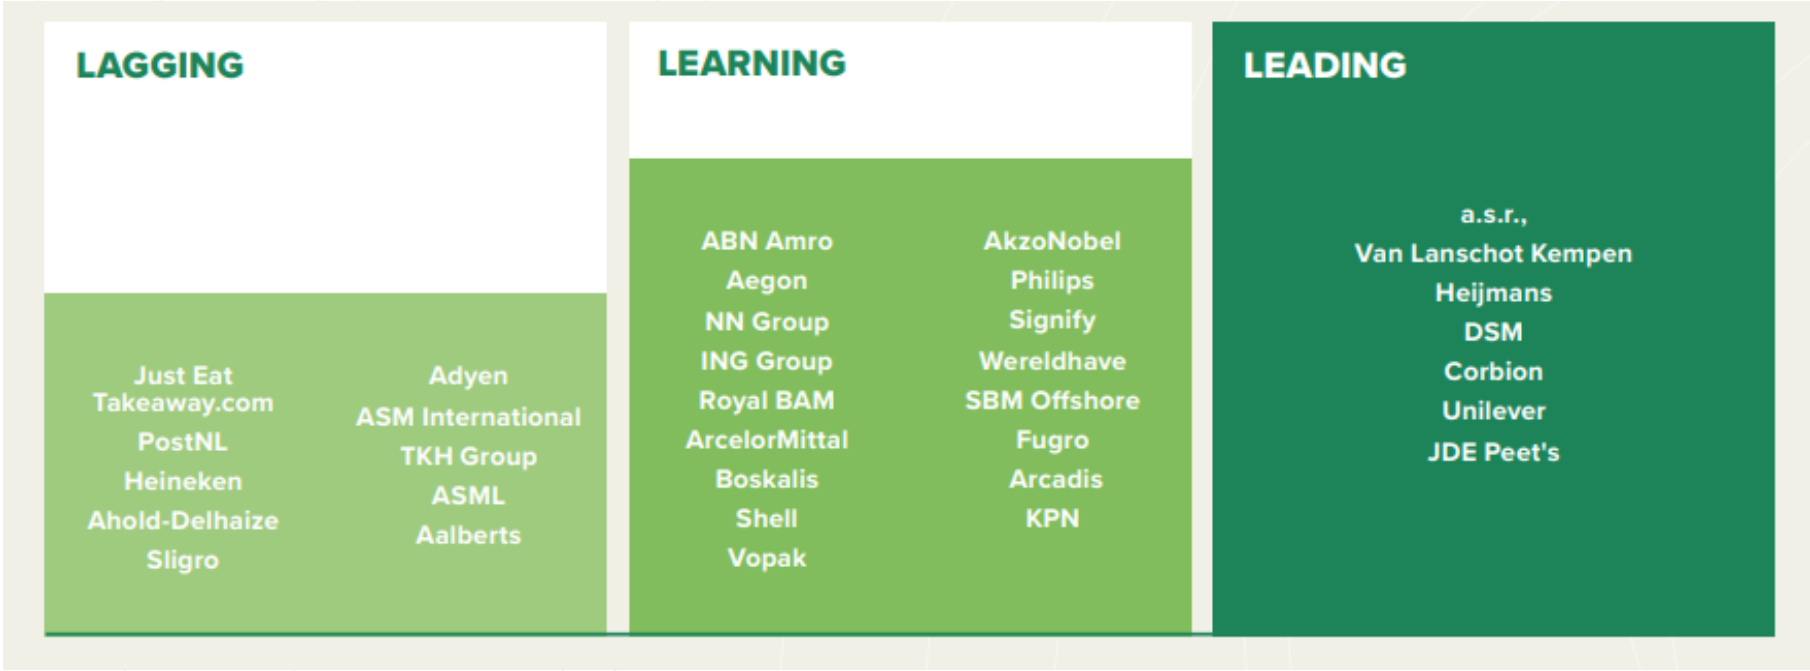 LAGGING
Just Eat
Takeaway.com
PostNL
Heineken
Ahold-Delhaize
Sligro
Adyen
ASM International
TKH Group
ASML
Aalberts
LEARNING
ABN Amro
Aegon
NN Group
ING Group
Royal BAM
ArcelorMittal
Boskalis
Shell
Vopak
AkzoNobel
Philips
Signify
Wereldhave
SBM Offshore
Fugro
Arcadis
KPN
LEADING
a.s.r.,
Van Lanschot Kempen
Heijmans
DSM
Corbion
Unilever
JDE Peet's